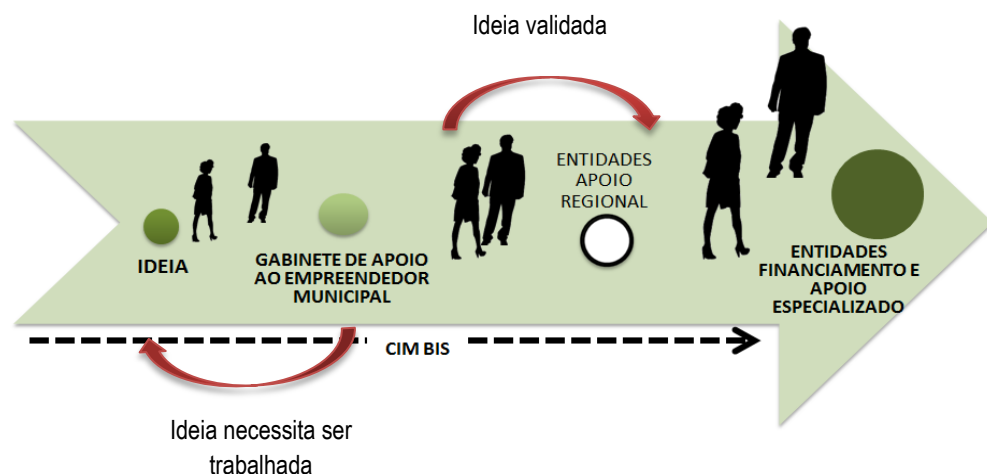 Ideia validada
ENTIDADES
APOIO
REGIONAL
IDEIA
GABINETE DE APOIO
AO EMPREENDEDOR
MUNICIPAL
ENTIDADES
FINANCIAMENTO E
APOIO
ESPECIALIZADO
CIM BIS
Ideia necessita ser
trabalhada